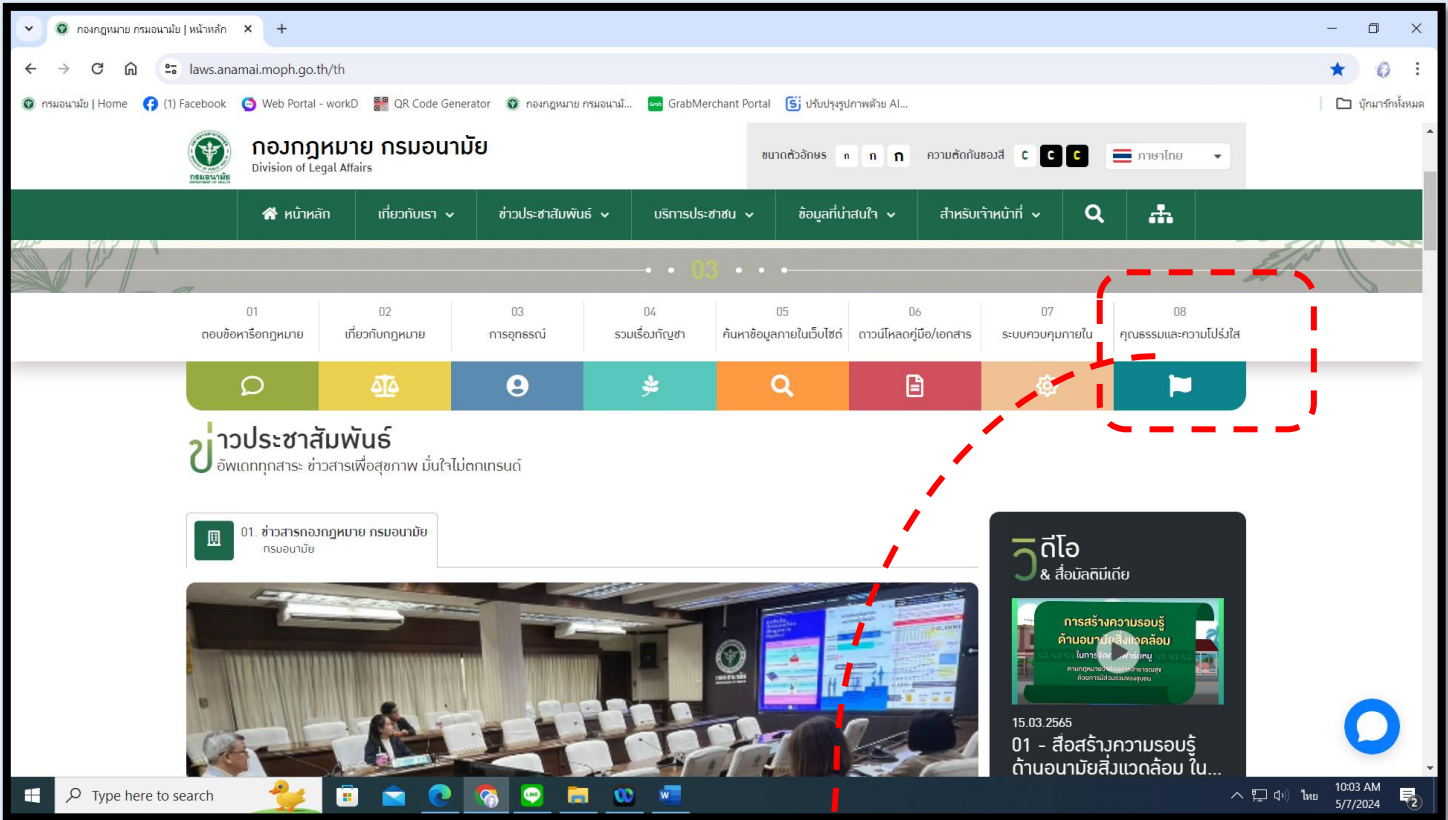 กองกฎหมาย กรมอนามัย | หน้าหลัก
laws.anamai.moph.go.th/th
กรมอนามัย | Home (1) Facebook Web Portal - workD QR Code Generator กองกฎหมาย กรมอนามั... GrabMerchant Portal ปรับปรุงรูปภาพด้วย AI... บุ๊กมาร์กทั้งหมด
กองกฎหมาย กรมอนามัย
Division of Legal Affairs
กรมอนามัย
ขนาดตัวอักษร ก ก ก ความตัดกันของสี C C C ภาษาไทย
หน้าหลัก เกี่ยวกับเรา ข่าวประชาสัมพันธ์ บริการประชาชน ข้อมูลที่น่าสนใจ สำหรับเจ้าหน้าที่
03
01 02 03 04 05 06 07 08
ตอบข้อหารือกฎหมาย เกี่ยวกับกฎหมาย การอุทธรณ์ รวมเรื่องกัญชา ค้นหาข้อมูลภายในเว็บไซต์ ดาวน์โหลดคู่มือ/เอกสาร ระบบควบคุมภายใน คุณธรรมและความโปร่งใส
ข่าวประชาสัมพันธ์
อัพเดททุกสาระ ข่าวสารเพื่อสุขภาพ มั่นใจไม่ตกเทรนด์
01. ข่าวสารกองกฎหมาย กรมอนามัย
กรมอนามัย
วิดีโอ
& สื่อมัลติมีเดีย
การสร้างความรอบรู้
ด้านอนามัยสิ่งแวดล้อม
15.03.2565
01 - สื่อสร้างความรอบรู้
ด้านอนามัยสิ่งแวดล้อม ใน...
Type here to search
ไทย
10:03 AM
5/7/2024
2